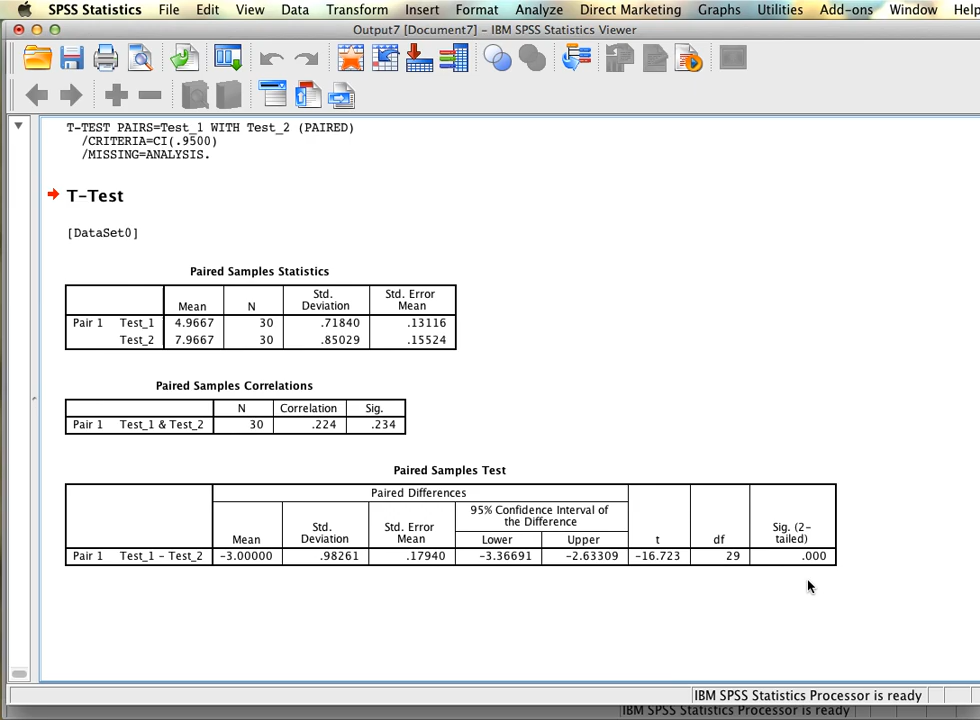 SPSS Statistics File Edit View Data Transform Insert Format Analyze Direct Marketing Graphs Utilities Add-ons Window Help
Output7 [Document7] – IBM SPSS Statistics Viewer
T-TEST PAIRS=Test_1 WITH Test_2 (PAIRED)
/CRITERIA=CI(.9500)
/MISSING=ANALYSIS.
T-Test
[DataSet0]
Paired Samples Statistics
Mean N Std. Deviation Std. Error Mean
Pair 1 Test_1 4.9667 30 .71840 .13116
Test_2 7.9667 30 .85029 .15524
Paired Samples Correlations
N Correlation Sig.
Pair 1 Test_1 & Test_2 30 .224 .234
Paired Samples Test
Paired Differences
95% Confidence Interval of the Difference
Mean Std. Deviation Std. Error Mean Lower Upper t df Sig. (2-tailed)
Pair 1 Test_1 – Test_2 -3.00000 .98261 .17940 -3.36691 -2.63309 -16.723 29 .000
IBM SPSS Statistics Processor is ready
IBM SPSS Statistics Processor is ready